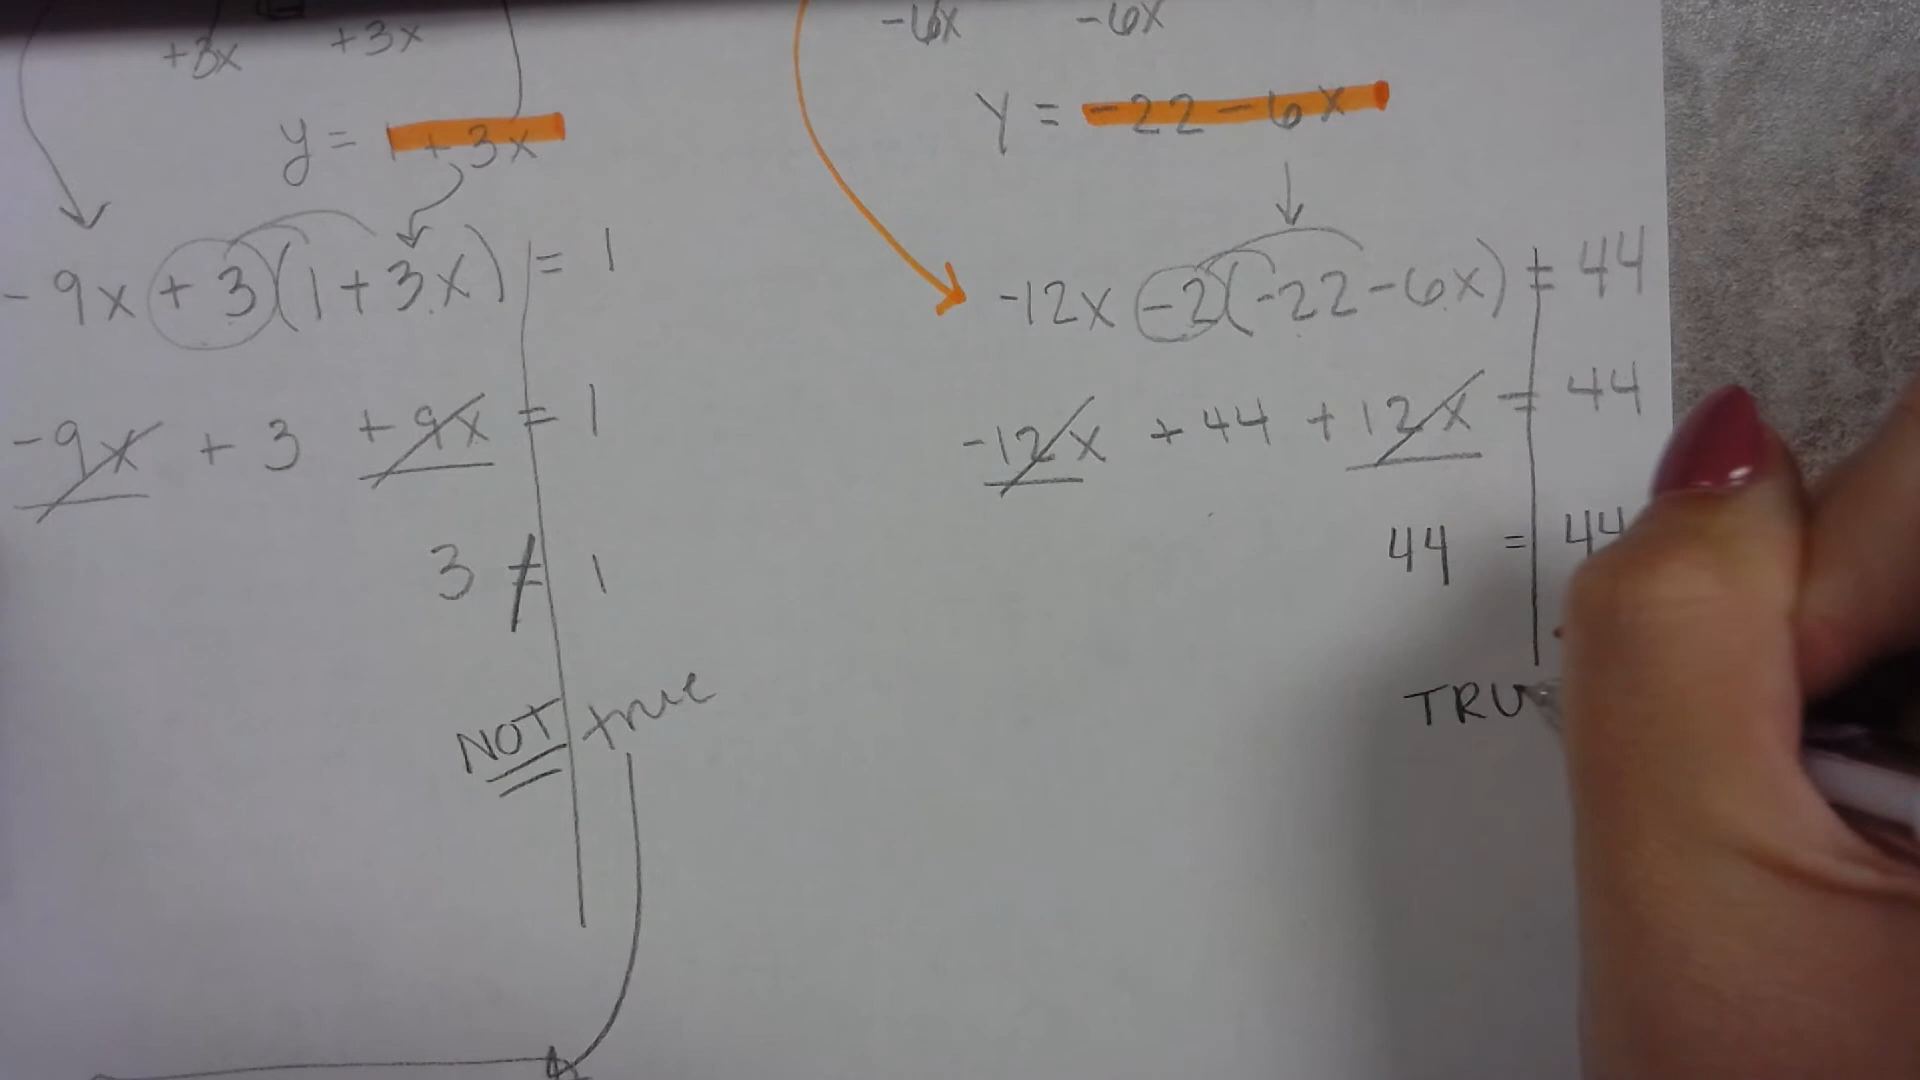 +3x +3x
y = 1 + 3x
-9x + 3(1 + 3x) = 1
-9x + 3 + 9x = 1
3 ≠ 1
NOT true
-6x -6x
y = -22 - 6x
-12x - 2(-22 - 6x) = 44
-12x + 44 + 12x = 44
44 = 44
TRU